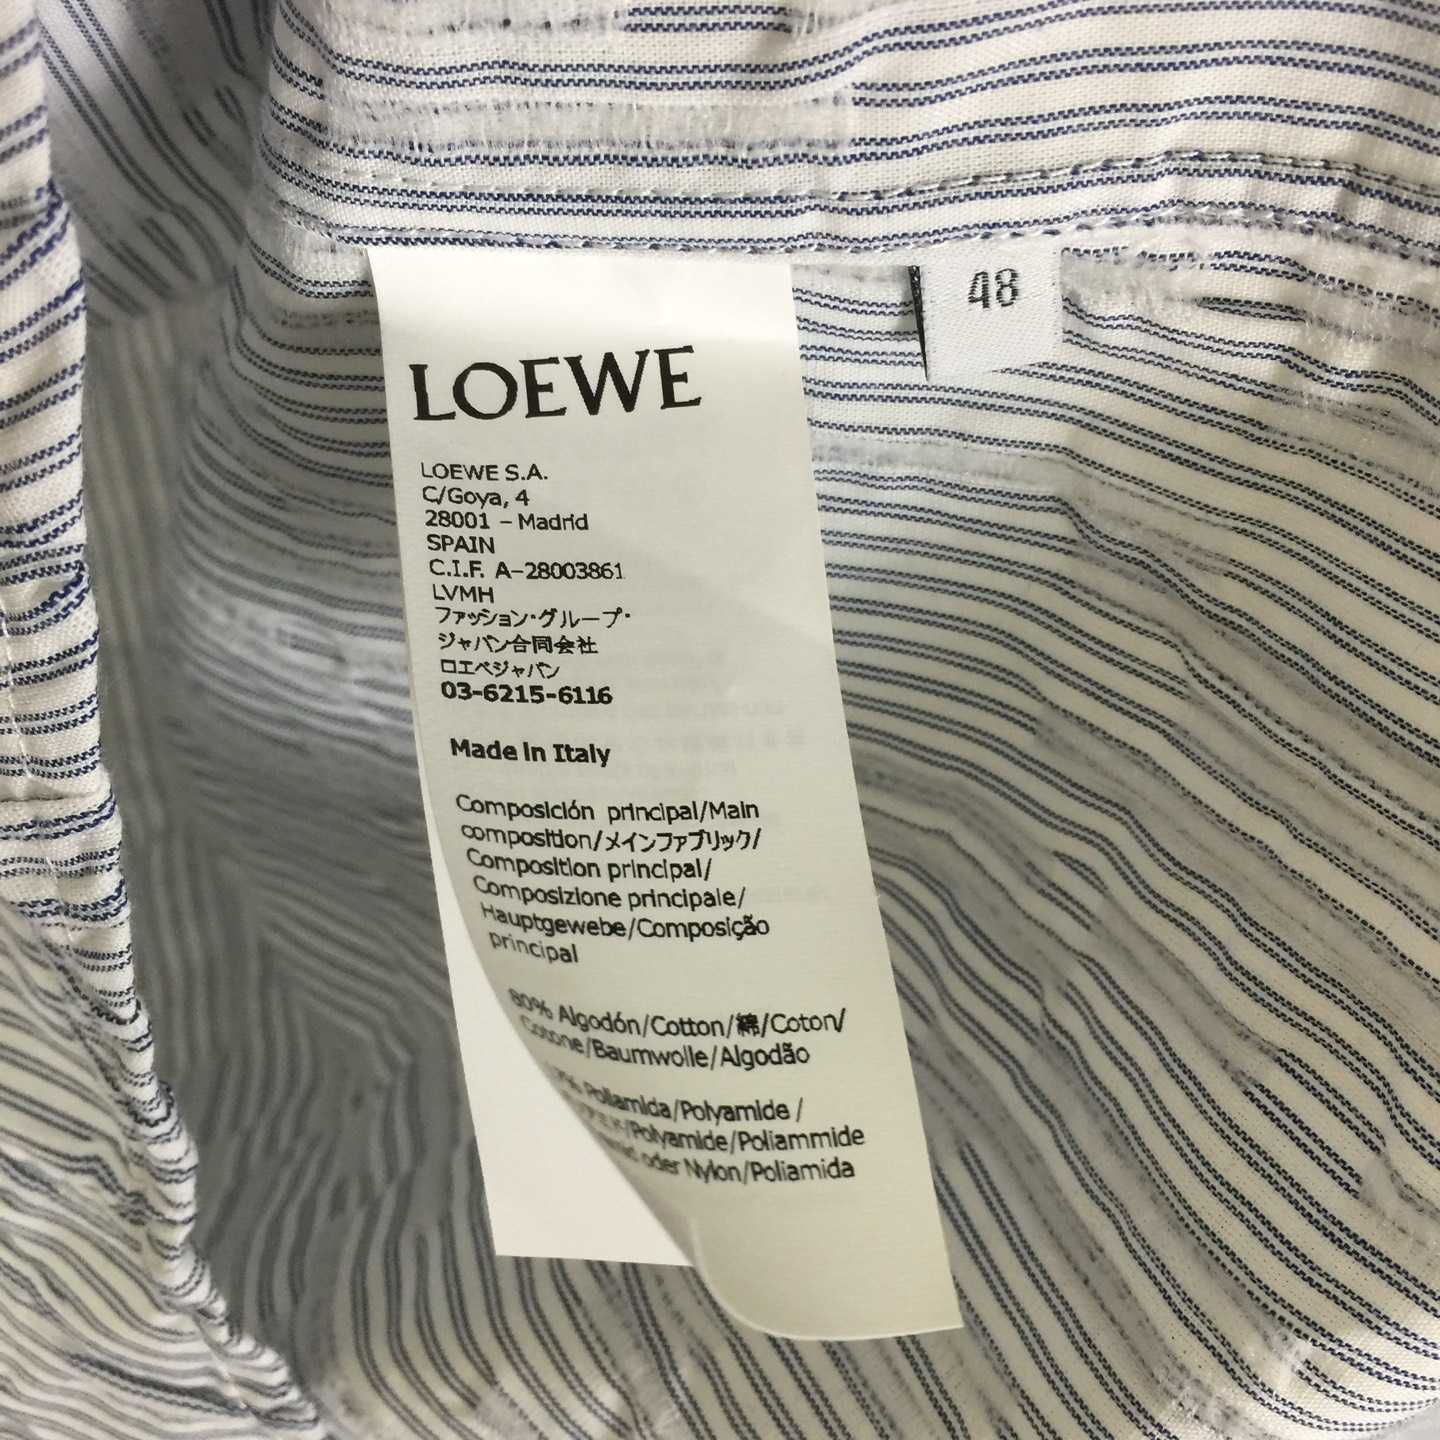 48
LOEWE
LOEWE S.A.
C/Goya, 4
28001 - Madrid
SPAIN
C.I.F. A-28003861
LVMH
ファッション・グループ・
ジャパン合同会社
ロエベジャパン
03-6215-6116
Made in Italy
Composición principal/Main
composition/メインファブリック/
Composition principal/
Composizione principale/
Hauptgewebe/Composição
principal
80% Algodón/Cotton/綿/Coton/
Cotone/Baumwolle/Algodão
Poliamida/Polyamide /
/Polyamide/Poliammide
oder Nylon/Poliamida